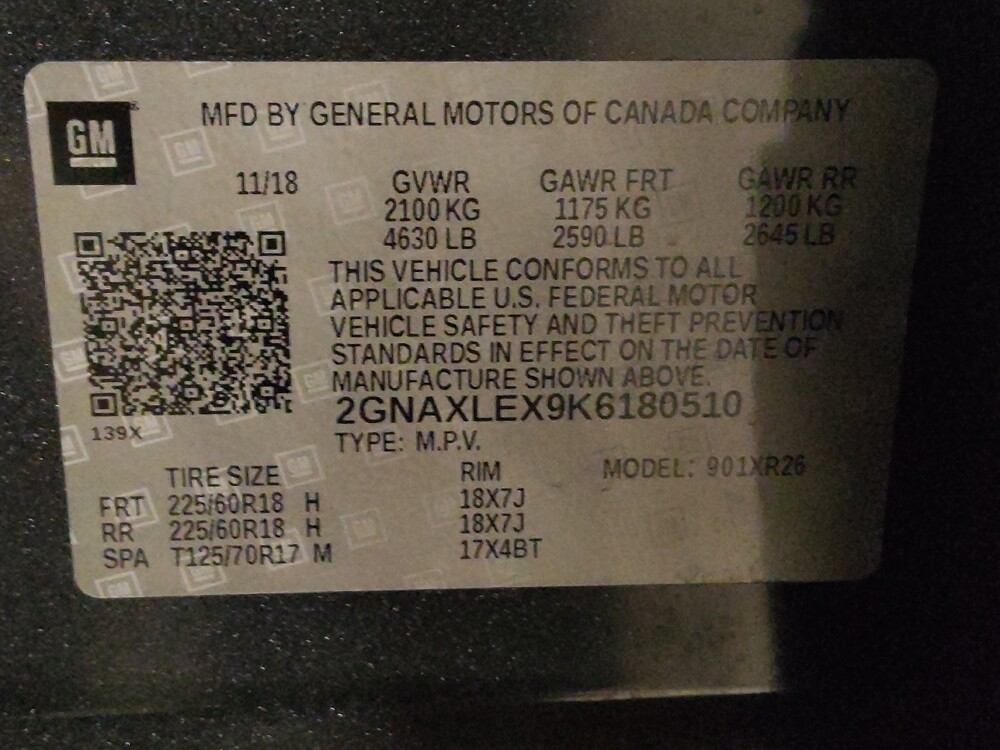 GM
MFD BY GENERAL MOTORS OF CANADA COMPANY
11/18 GVWR GAWR FRT GAWR RR
2100 KG 1175 KG 1200 KG
4630 LB 2590 LB 2645 LB
THIS VEHICLE CONFORMS TO ALL
APPLICABLE U.S. FEDERAL MOTOR
VEHICLE SAFETY AND THEFT PREVENTION
STANDARDS IN EFFECT ON THE DATE OF
MANUFACTURE SHOWN ABOVE.
2GNAXLEX9K6180510
139X
TYPE: M.P.V.
TIRE SIZE RIM MODEL: 901XR26
FRT 225/60R18 H 18X7J
RR 225/60R18 H 18X7J
SPA T125/70R17 M 17X4BT